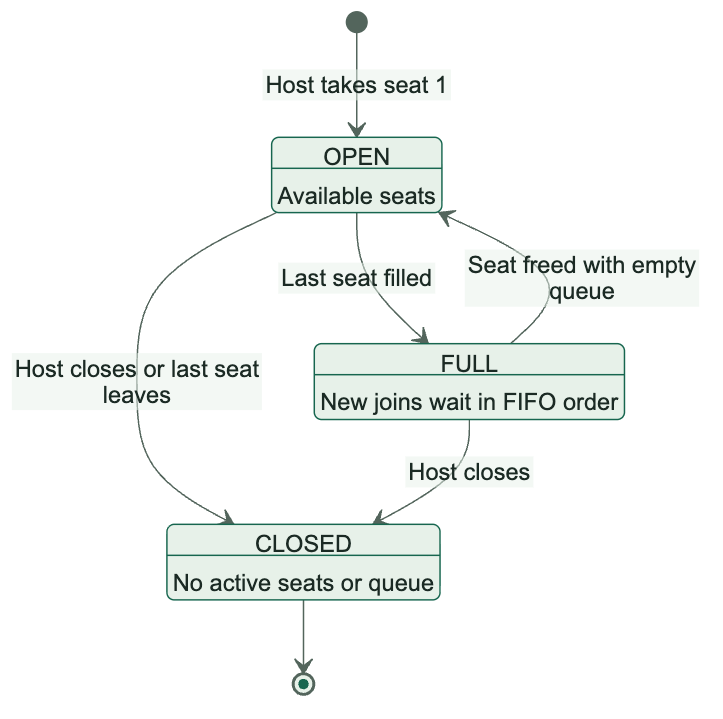 Host takes seat 1
OPEN
Available seats
Last seat filled
Seat freed with empty
queue
Host closes or last seat
leaves
FULL
New joins wait in FIFO order
Host closes
CLOSED
No active seats or queue